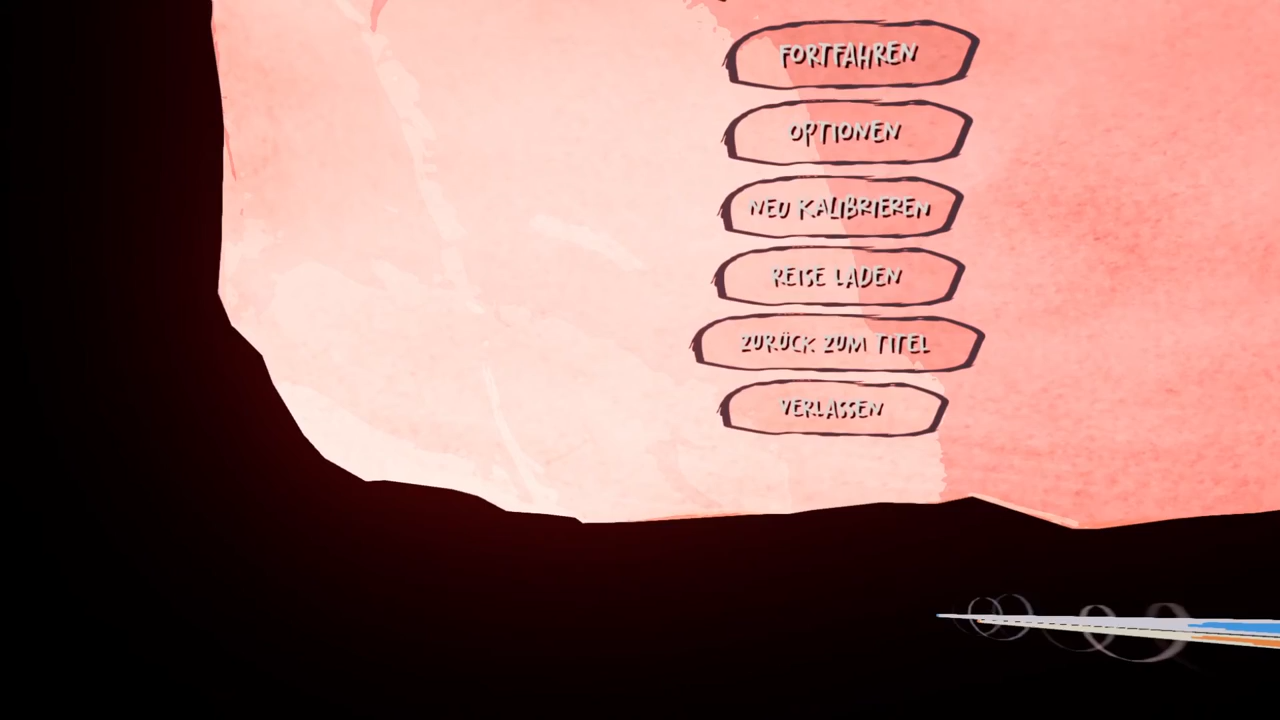 FORTFAHREN
OPTIONEN
NEU KALIBRIEREN
REISE LADEN
ZURÜCK ZUM TITEL
VERLASSEN